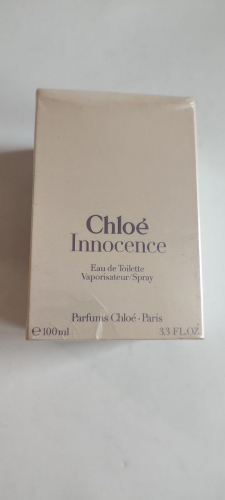 Chloé
Innocence
Eau de Toilette
Vaporisateur/Spray
e 100 ml 3.3 FL.OZ.
Parfums Chloé · Paris